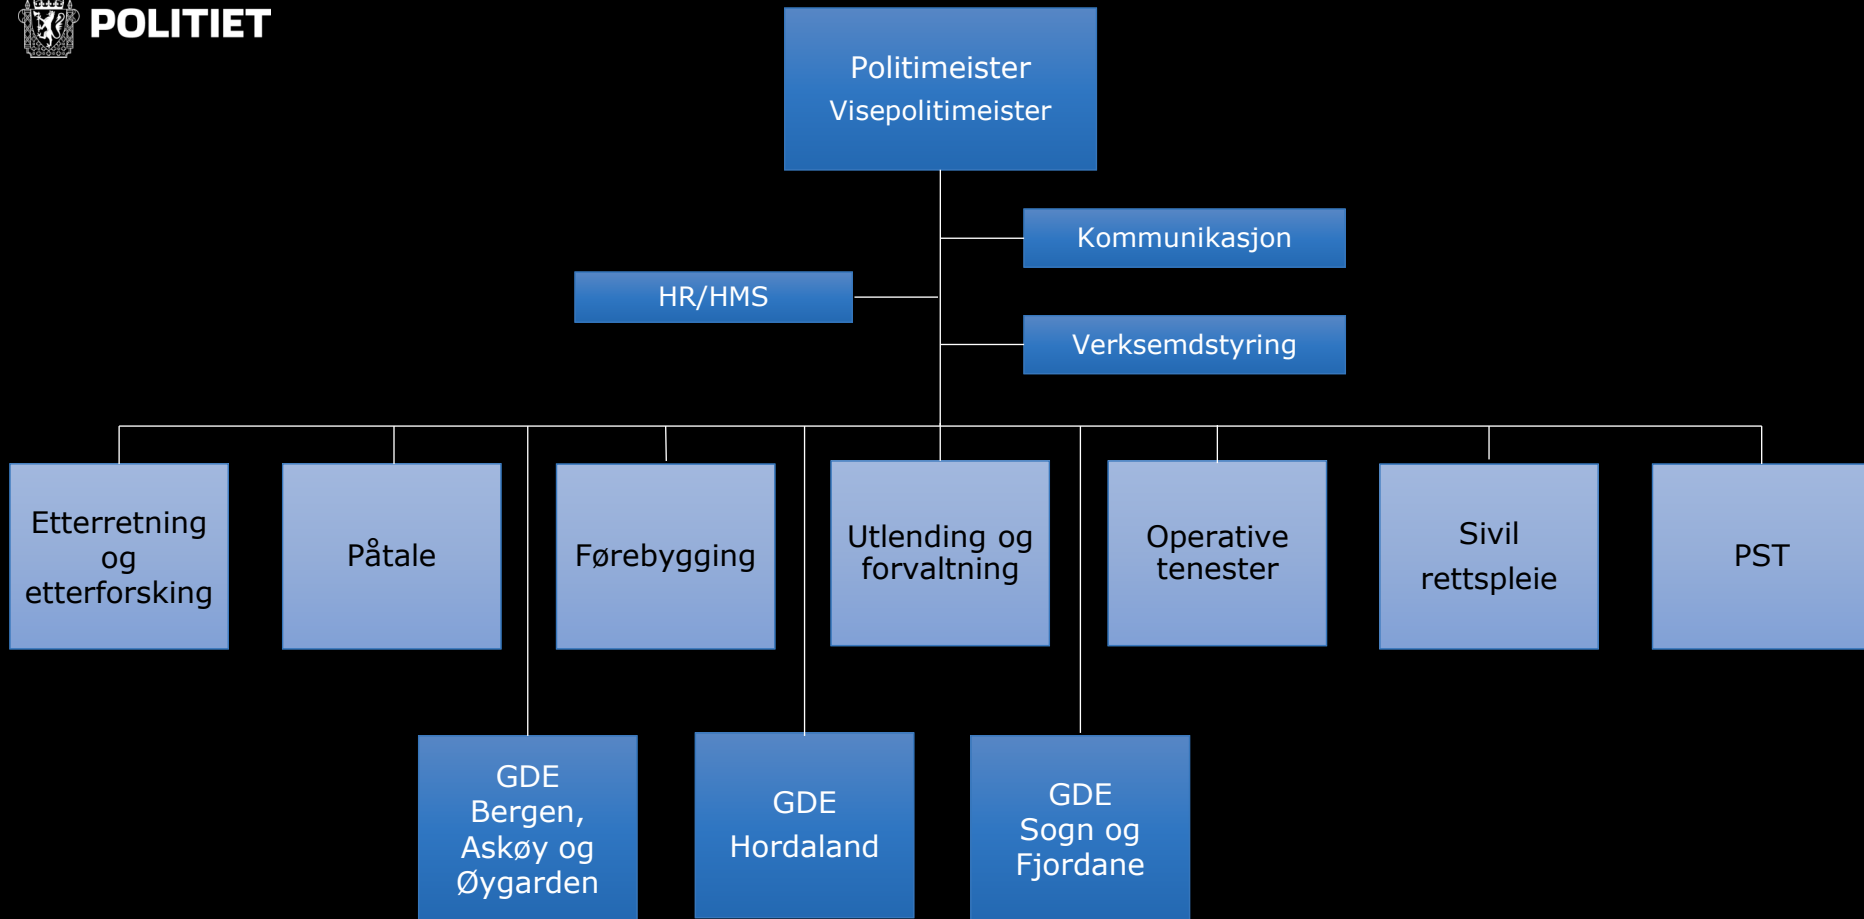 POLITIET
Politimeister
Visepolitimeister
Kommunikasjon
HR/HMS
Verksemdstyring
Etterretning
og
etterforsking
Påtale
Førebygging
Utlending og
forvaltning
Operative
tenester
Sivil
rettspleie
PST
GDE
Bergen,
Askøy og
Øygarden
GDE
Hordaland
GDE
Sogn og
Fjordane